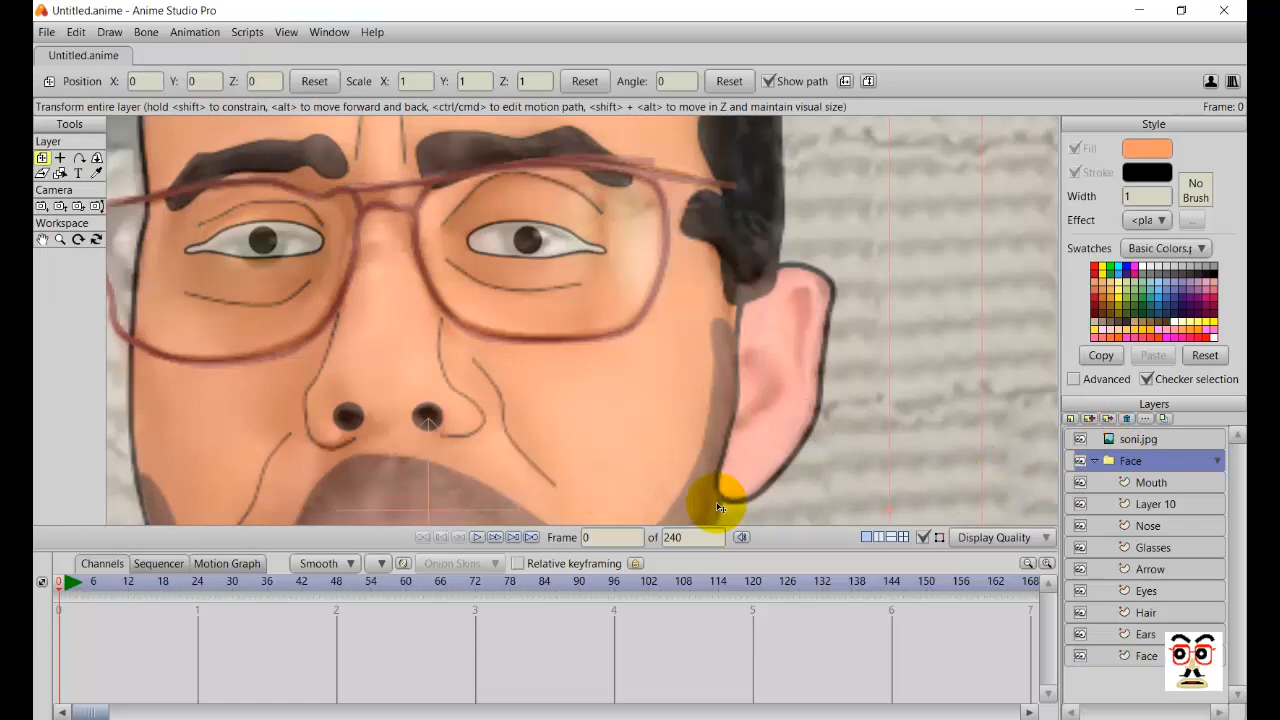 Untitled.anime - Anime Studio Pro
File Edit Draw Bone Animation Scripts View Window Help
Untitled.anime
Position X: 0 Y: 0 Z: 0 Reset Scale X: 1 Y: 1 Z: 1 Reset Angle: 0 Reset Show path
Transform entire layer (hold <shift> to constrain, <alt> to move forward and back, <ctrl/cmd> to edit motion path, <shift> + <alt> to move in Z and maintain visual size) Frame: 0
Tools
Layer
T
Camera
Workspace
Style
Fill
Stroke
Width 1
No Brush
Effect <pla ...
Swatches Basic Colors.p
Copy Paste Reset
Advanced Checker selection
Layers
soni.jpg
Face
Mouth
Layer 10
Nose
Glasses
Arrow
Eyes
Hair
Ears
Face
Frame 0 of 240 Display Quality
Channels Sequencer Motion Graph Smooth Onion Skins Relative keyframing
0 6 12 18 24 30 36 42 48 54 60 66 72 78 84 90 96 102 108 114 120 126 132 138 144 150 156 162 168
0 1 2 3 4 5 6 7